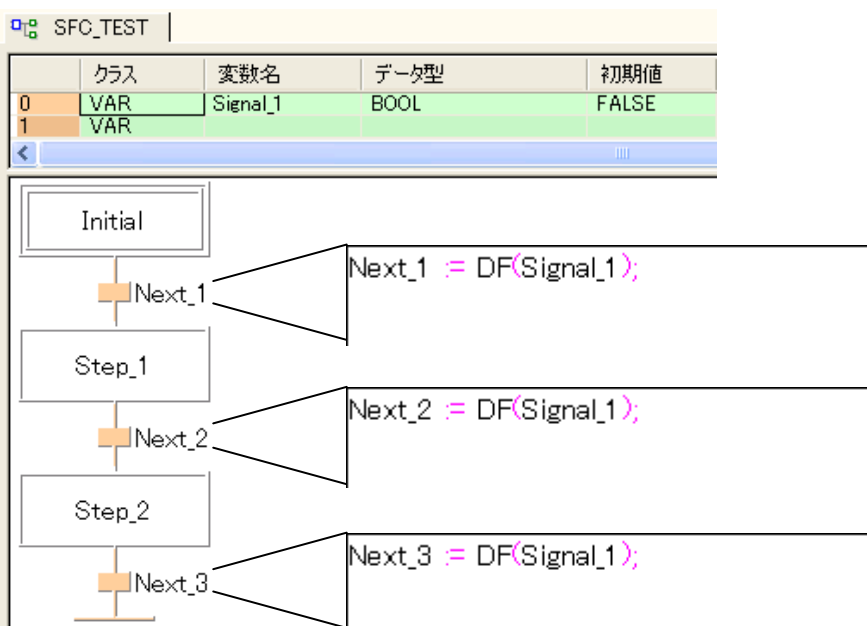 SFC_TEST
クラス 変数名 データ型 初期値
0 VAR Signal_1 BOOL FALSE
1 VAR
Initial
Next_1 := DF(Signal_1);
Next_1
Step_1
Next_2 := DF(Signal_1);
Next_2
Step_2
Next_3 := DF(Signal_1);
Next_3